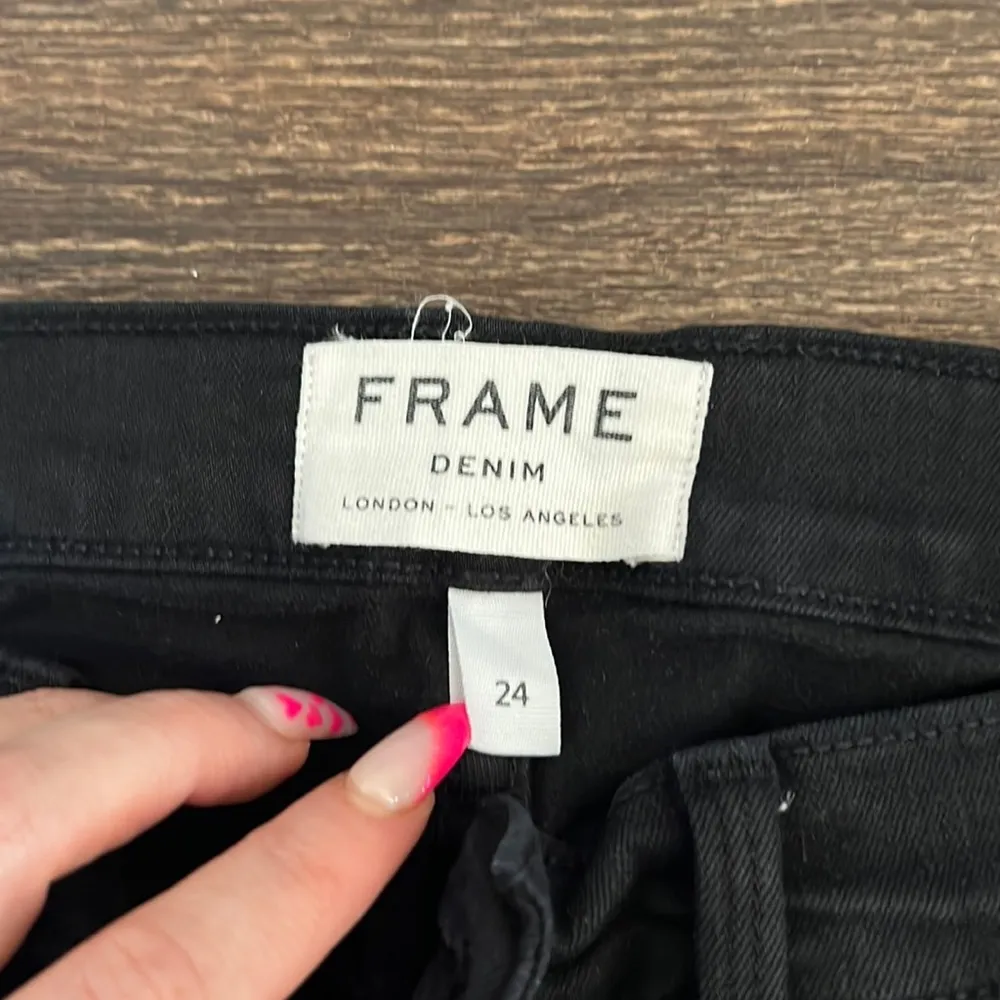 FRAME
DENIM
LONDON - LOS ANGELES
24